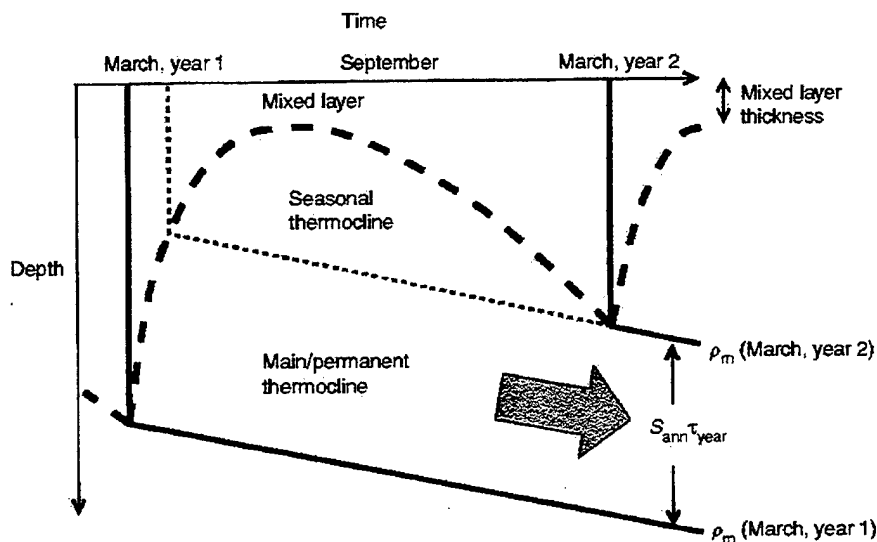 Time
March, year 1
September
March, year 2
Mixed layer
Mixed layer
thickness
Seasonal
thermocline
Depth
Main/permanent
thermocline
ρm (March, year 2)
Sannτyear
ρm (March, year 1)